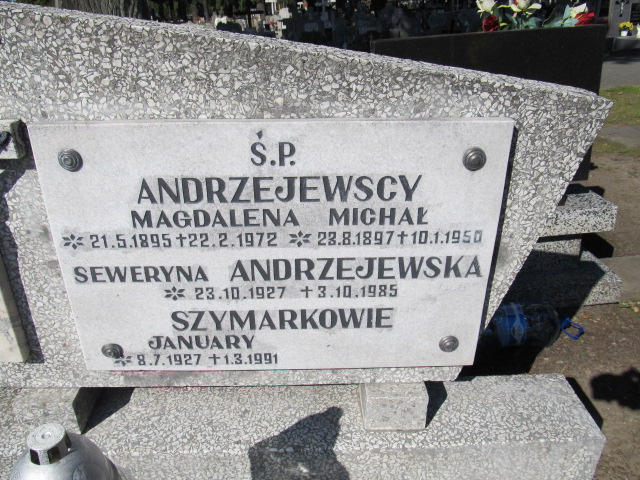 Ś.P.
ANDRZEJEWSCY
MAGDALENA MICHAŁ
21.5.1895 + 22.2.1972 23.8.1897 + 10.1.1950
SEWERYNA ANDRZEJEWSKA
23.10.1927 + 3.10.1985
SZYMARKOWIE
JANUARY
8.7.1927 + 1.3.1991